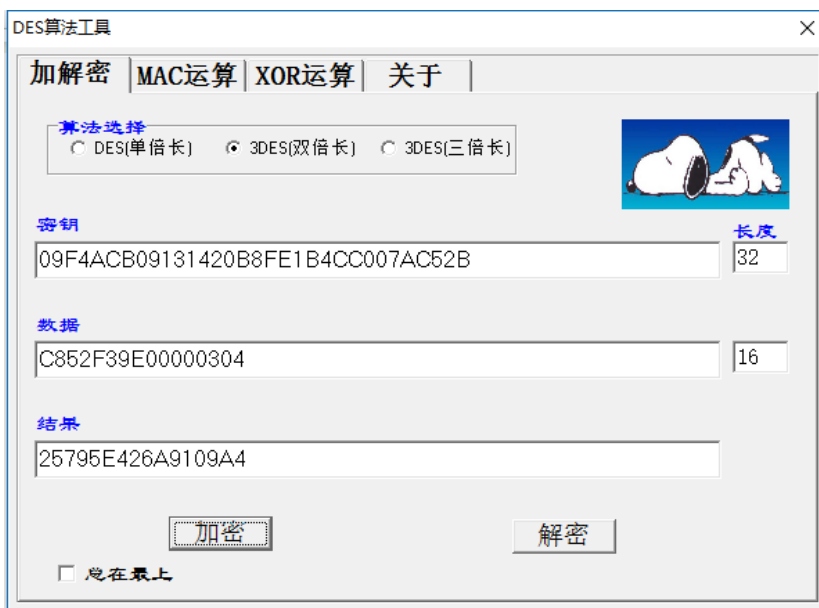 DES算法工具
加解密 MAC运算 XOR运算 关于
算法选择
DES(单倍长) 3DES(双倍长) 3DES(三倍长)
密钥 长度
09F4ACB09131420B8FE1B4CC007AC52B 32
数据
C852F39E00000304 16
结果
25795E426A9109A4
加密 解密
总在最上